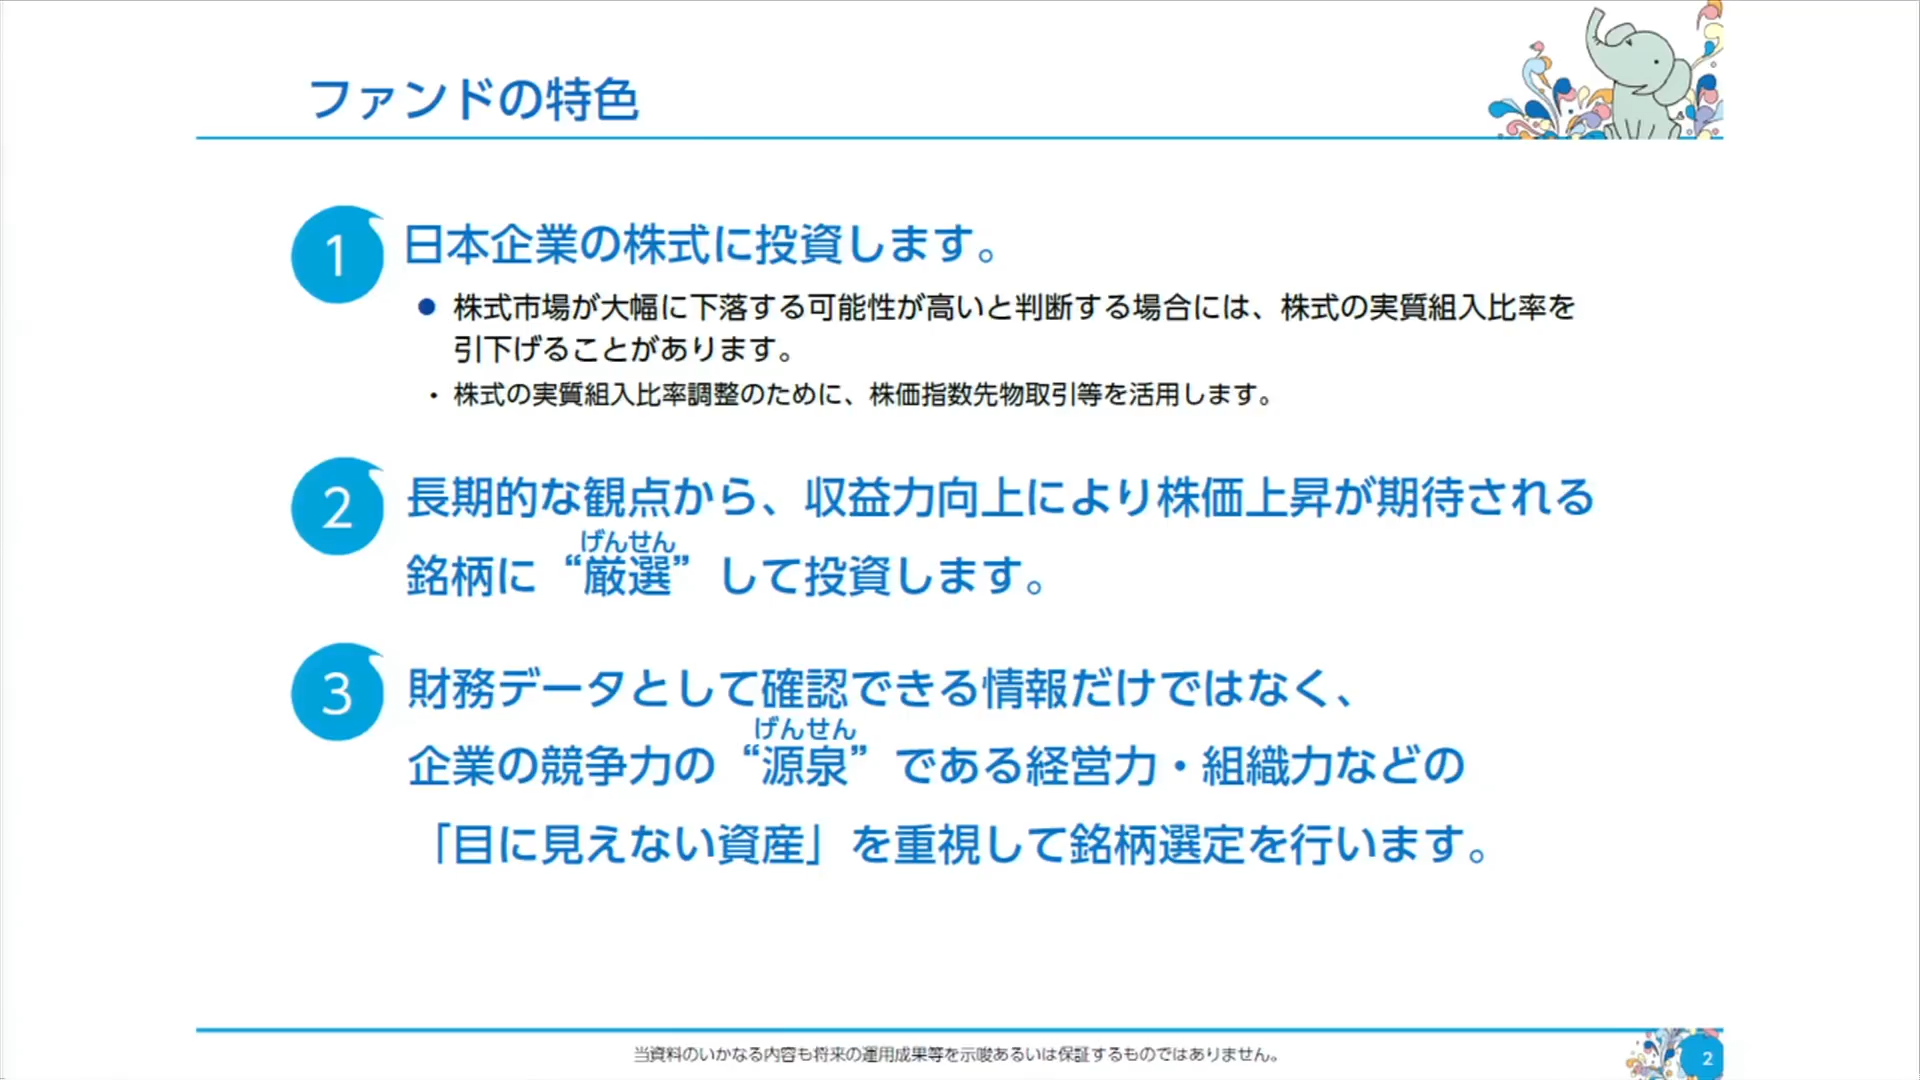 ファンドの特色
1 日本企業の株式に投資します。
● 株式市場が大幅に下落する可能性が高いと判断する場合には、株式の実質組入比率を
引下げることがあります。
・ 株式の実質組入比率調整のために、株価指数先物取引等を活用します。
2 長期的な観点から、収益力向上により株価上昇が期待される
げんせん
銘柄に“厳選”して投資します。
3 財務データとして確認できる情報だけではなく、
げんせん
企業の競争力の“源泉”である経営力・組織力などの
「目に見えない資産」を重視して銘柄選定を行います。
当資料のいかなる内容も将来の運用成果等を示唆あるいは保証するものではありません。
2